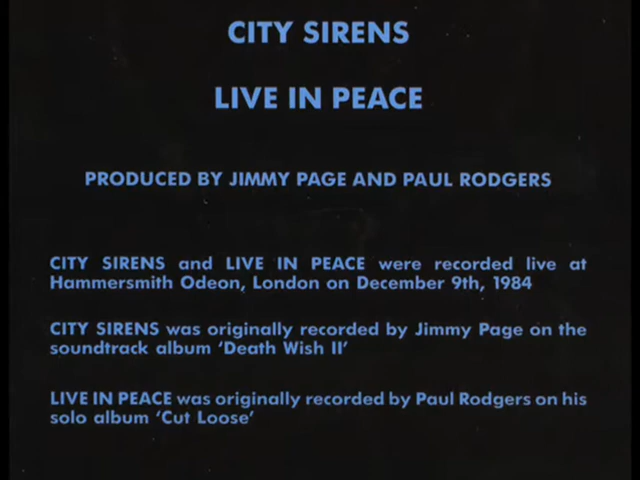 CITY SIRENS
LIVE IN PEACE
PRODUCED BY JIMMY PAGE AND PAUL RODGERS
CITY SIRENS and LIVE IN PEACE were recorded live at
Hammersmith Odeon, London on December 9th, 1984
CITY SIRENS was originally recorded by Jimmy Page on the
soundtrack album 'Death Wish II'
LIVE IN PEACE was originally recorded by Paul Rodgers on his
solo album 'Cut Loose'